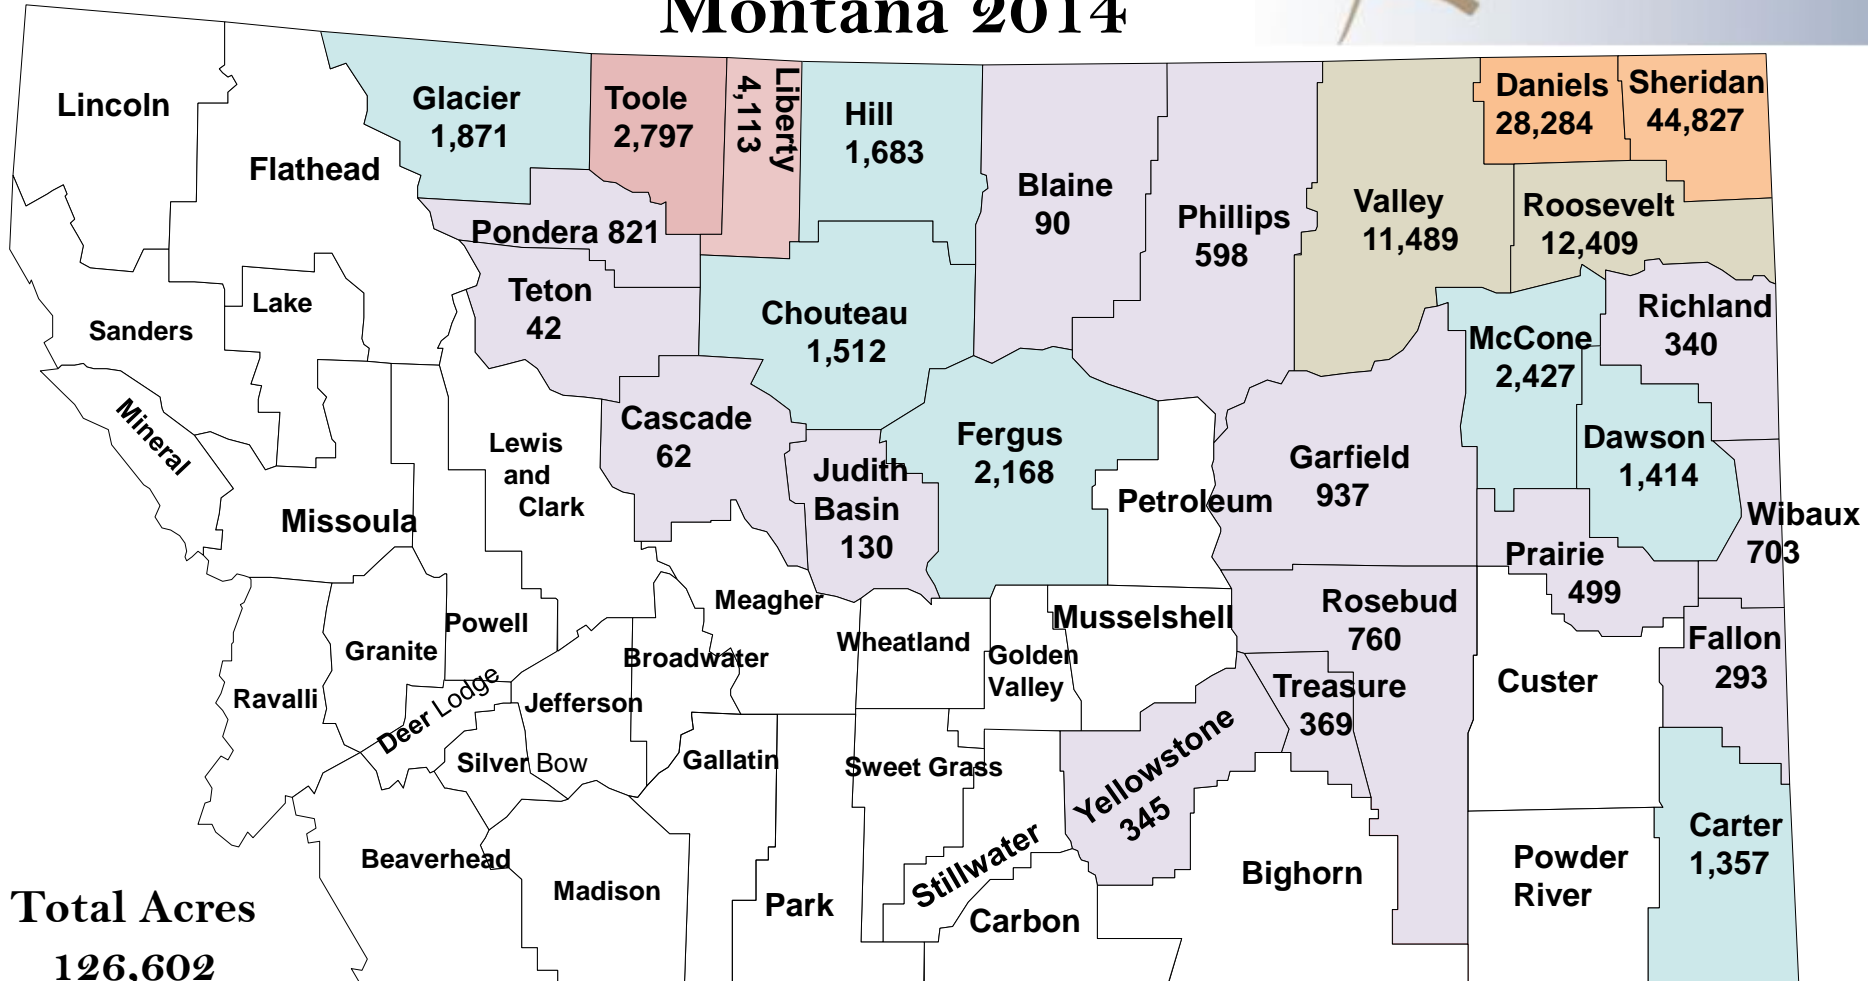 Montana 2014
Lincoln
Flathead
Glacier
1,871
Toole
2,797
Liberty
4,113
Hill
1,683
Blaine
90
Phillips
598
Valley
11,489
Daniels
28,284
Sheridan
44,827
Roosevelt
12,409
Pondera 821
Teton
42
Chouteau
1,512
Lake
Sanders
Mineral
Missoula
Lewis
and
Clark
Cascade
62
Judith
Basin
130
Fergus
2,168
Petroleum
Garfield
937
McCone
2,427
Richland
340
Dawson
1,414
Wibaux
703
Prairie
499
Powell
Granite
Ravalli
Deer Lodge
Silver Bow
Jefferson
Broadwater
Meagher
Wheatland
Golden
Valley
Musselshell
Rosebud
760
Treasure
369
Custer
Fallon
293
Gallatin
Sweet Grass
Yellowstone
345
Stillwater
Beaverhead
Madison
Park
Carbon
Bighorn
Powder
River
Carter
1,357
Total Acres
126,602